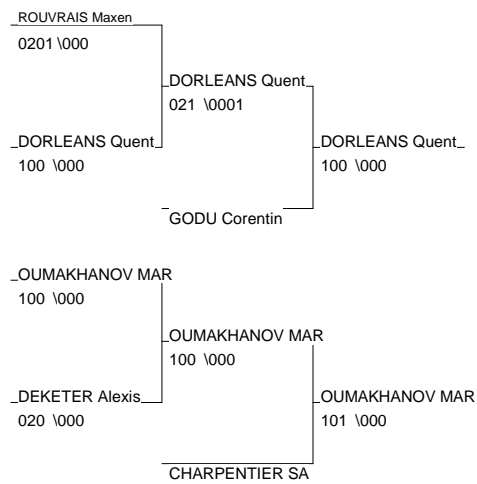 ROUVRAIS Maxen
0201 \000
DORLEANS Quent
021 \0001
DORLEANS Quent
100 \000
DORLEANS Quent
100 \000
GODU Corentin
OUMAKHANOV MAR
100 \000
OUMAKHANOV MAR
100 \000
DEKETER Alexis
020 \000
OUMAKHANOV MAR
101 \000
CHARPENTIER SA